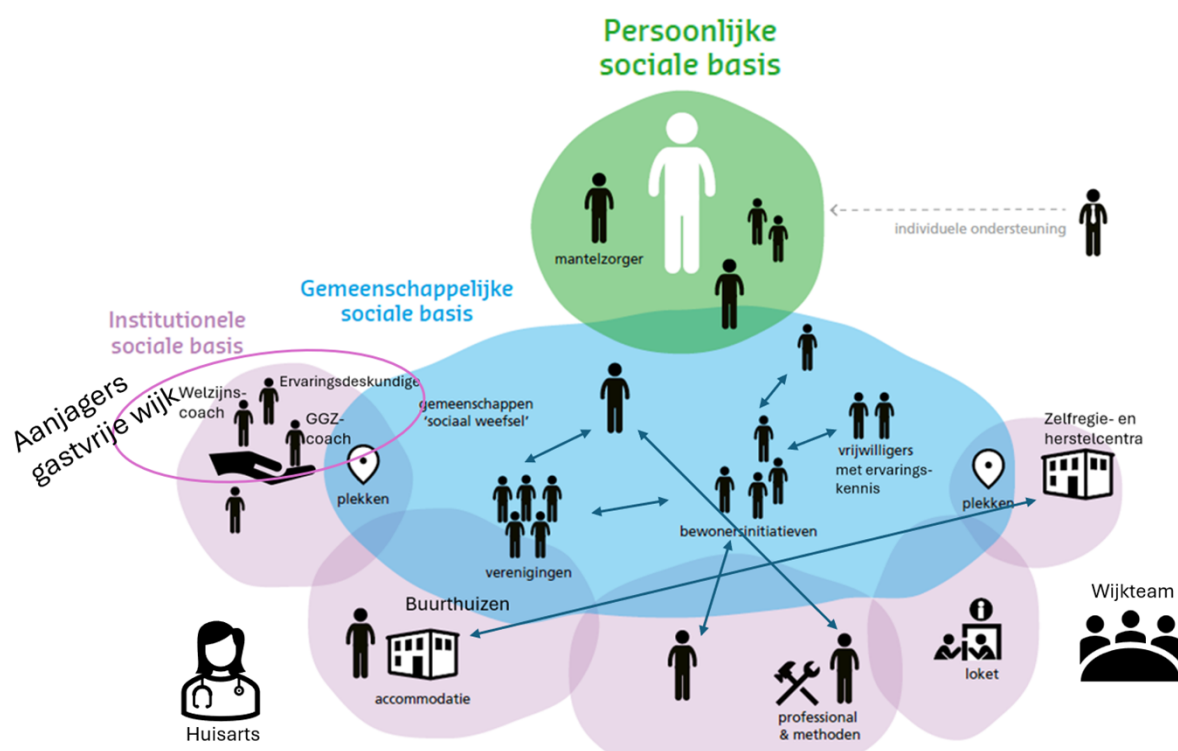 Persoonlijke
sociale basis
mantelzorger
individuele ondersteuning
Gemeenschappelijke
sociale basis
Institutionele
sociale basis
Aanjagers
gastvrije wijk
Welzijns-
coach
Ervaringsdeskundige
GGZ-
coach
plekken
gemeenschappen
'sociaal weefsel'
vrijwilligers
met ervarings-
kennis
Zelfregie- en
herstelcentra
plekken
bewonersinitiatieven
verenigingen
Buurthuizen
accommodatie
Huisarts
professional
& methoden
i
loket
Wijkteam